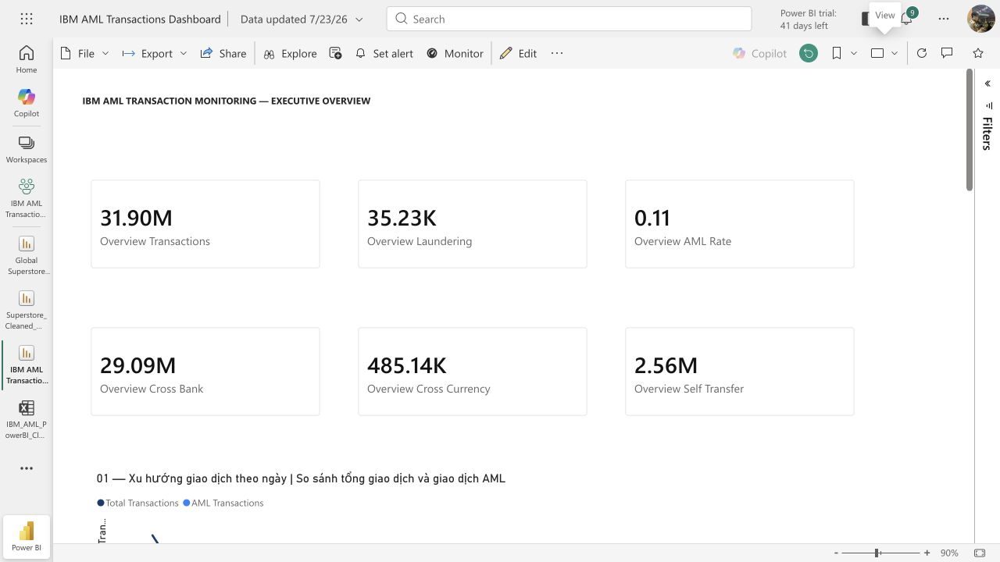 IBM AML Transactions Dashboard
Data updated 7/23/26
Search
Power BI trial:
41 days left
View
9
File
Export
Share
Explore
Set alert
Monitor
Edit
Copilot
Home
Copilot
Workspaces
IBM AML
Transactio...
Global
Superstore...
Superstore_
Cleaned_...
IBM AML
Transactio...
IBM_AML_P
owerBI_Cl...
Power BI
Filters
IBM AML TRANSACTION MONITORING — EXECUTIVE OVERVIEW
31.90M
Overview Transactions
35.23K
Overview Laundering
0.11
Overview AML Rate
29.09M
Overview Cross Bank
485.14K
Overview Cross Currency
2.56M
Overview Self Transfer
01 — Xu hướng giao dịch theo ngày | So sánh tổng giao dịch và giao dịch AML
Total Transactions
AML Transactions
Tran...
- + 90%